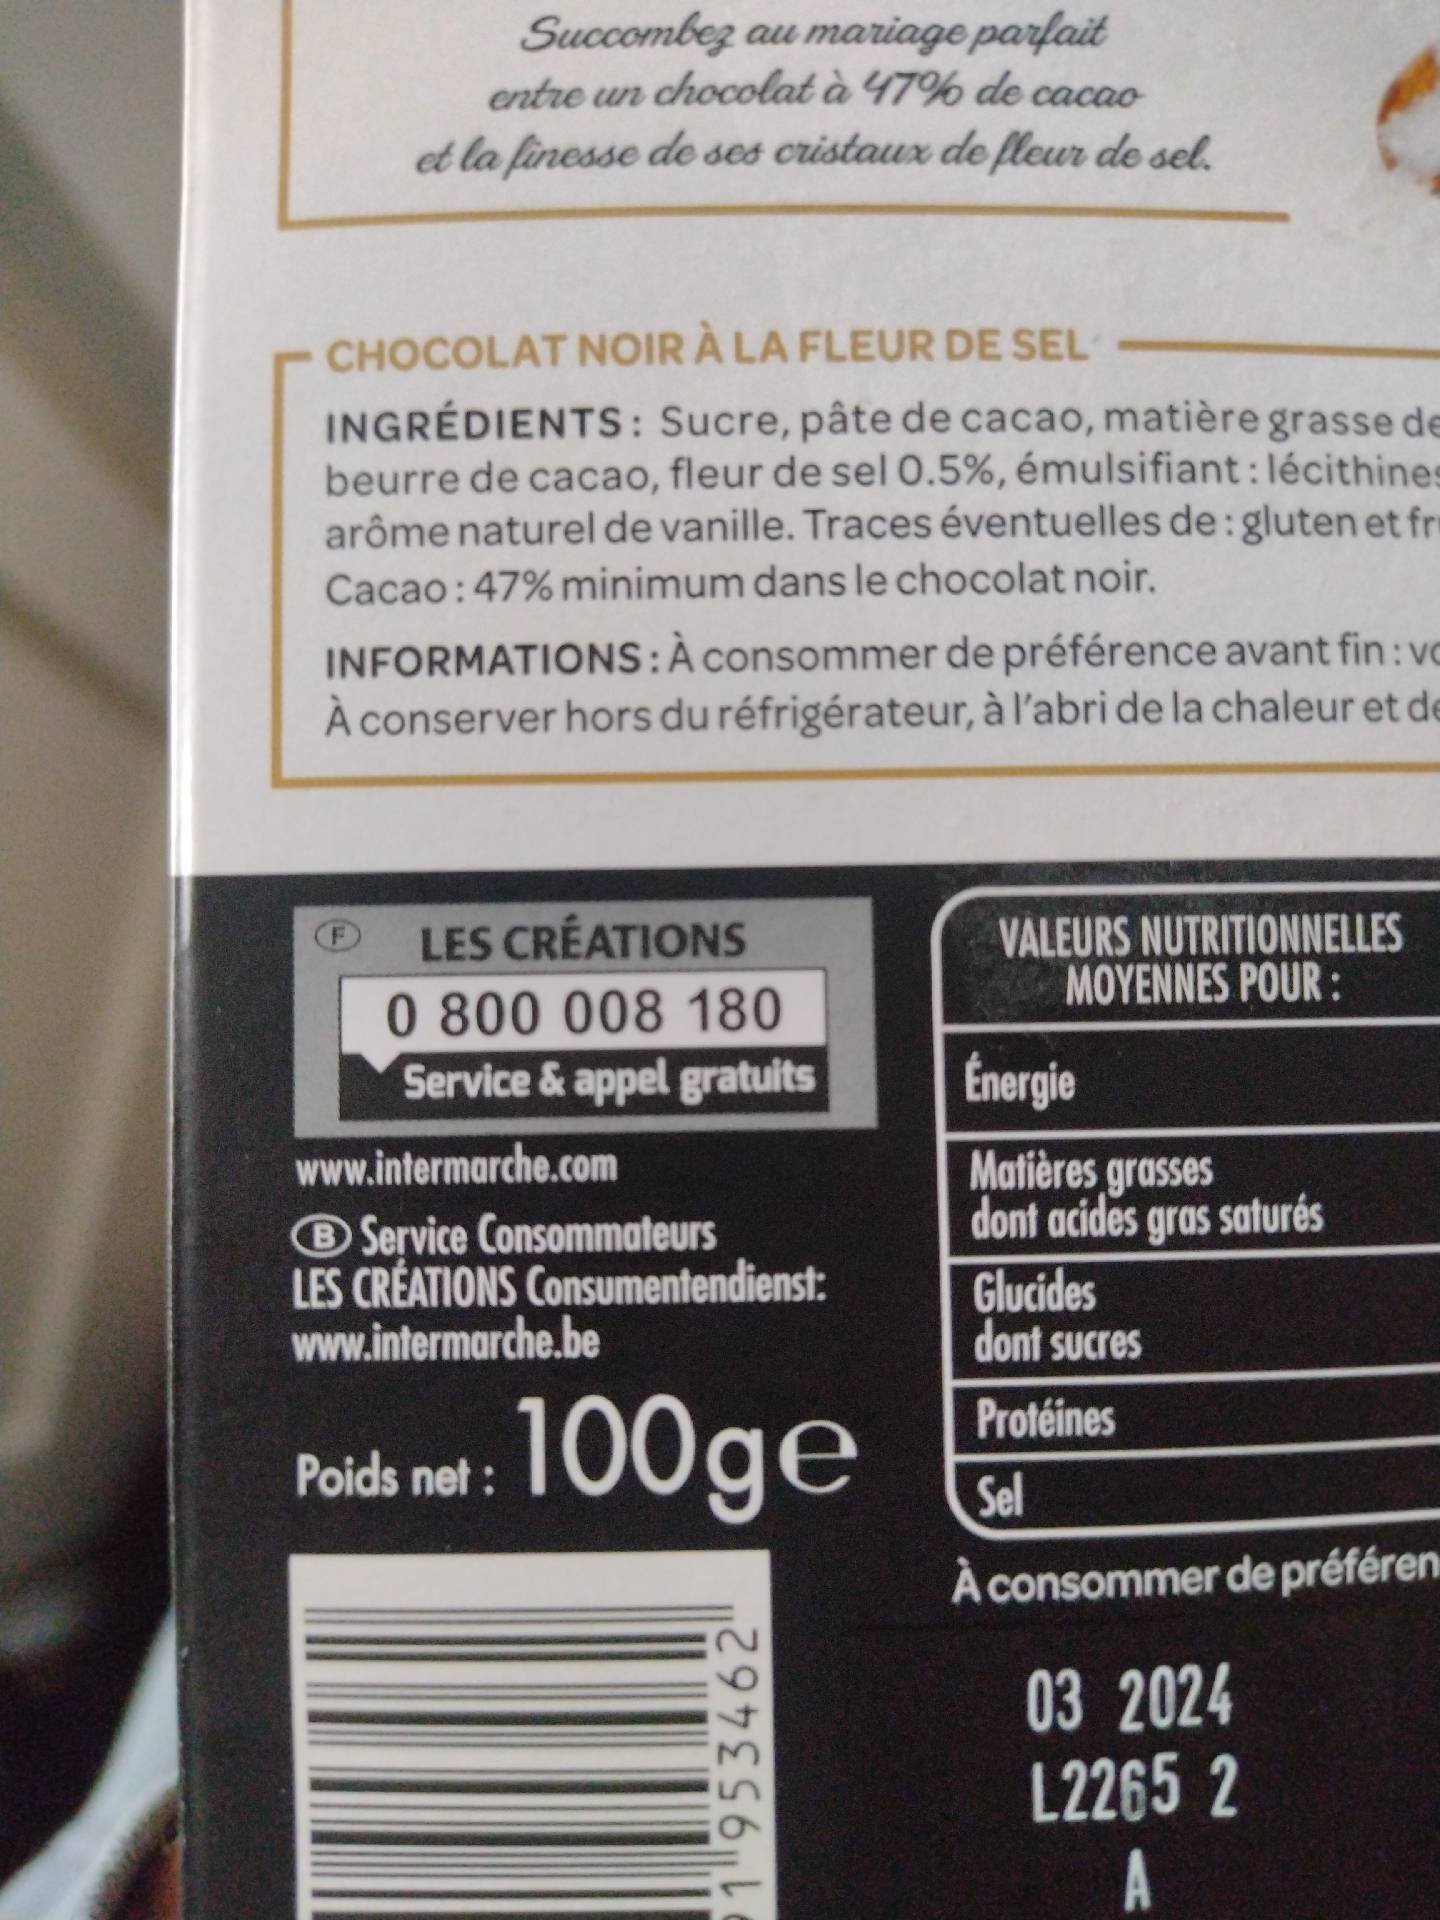 Succombez au mariage parfait
entre un chocolat à 47% de cacao
et la finesse de ses cristaux de fleur de sel.
CHOCOLAT NOIR À LA FLEUR DE SEL
INGRÉDIENTS : Sucre, pâte de cacao, matière grasse de
beurre de cacao, fleur de sel 0.5%, émulsifiant : lécithines
arôme naturel de vanille. Traces éventuelles de : gluten et
Cacao : 47% minimum dans le chocolat noir.
INFORMATIONS : À consommer de préférence avant fin :
À conserver hors du réfrigérateur, à l'abri de la chaleur et de
F LES CRÉATIONS
0 800 008 180
Service & appel gratuits
www.intermarche.com
B Service Consommateurs
LES CRÉATIONS Consumentendienst:
www.intermarche.be
Poids net : 100g e
VALEURS NUTRITIONNELLES
MOYENNES POUR :
Énergie
Matières grasses
dont acides gras saturés
Glucides
dont sucres
Protéines
Sel
À consommer de
03 2024
L2265 2
A
1 953462